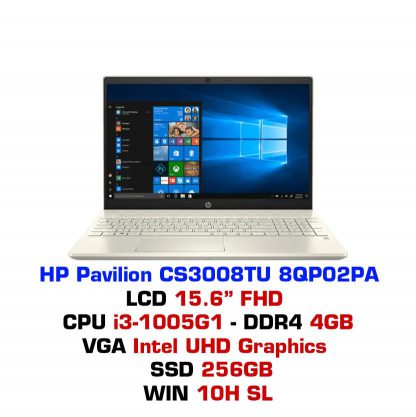 HP Pavilion CS3008TU 8QP02PA
LCD 15.6” FHD
CPU i3-1005G1 - DDR4 4GB
VGA Intel UHD Graphics
SSD 256GB
WIN 10H SL